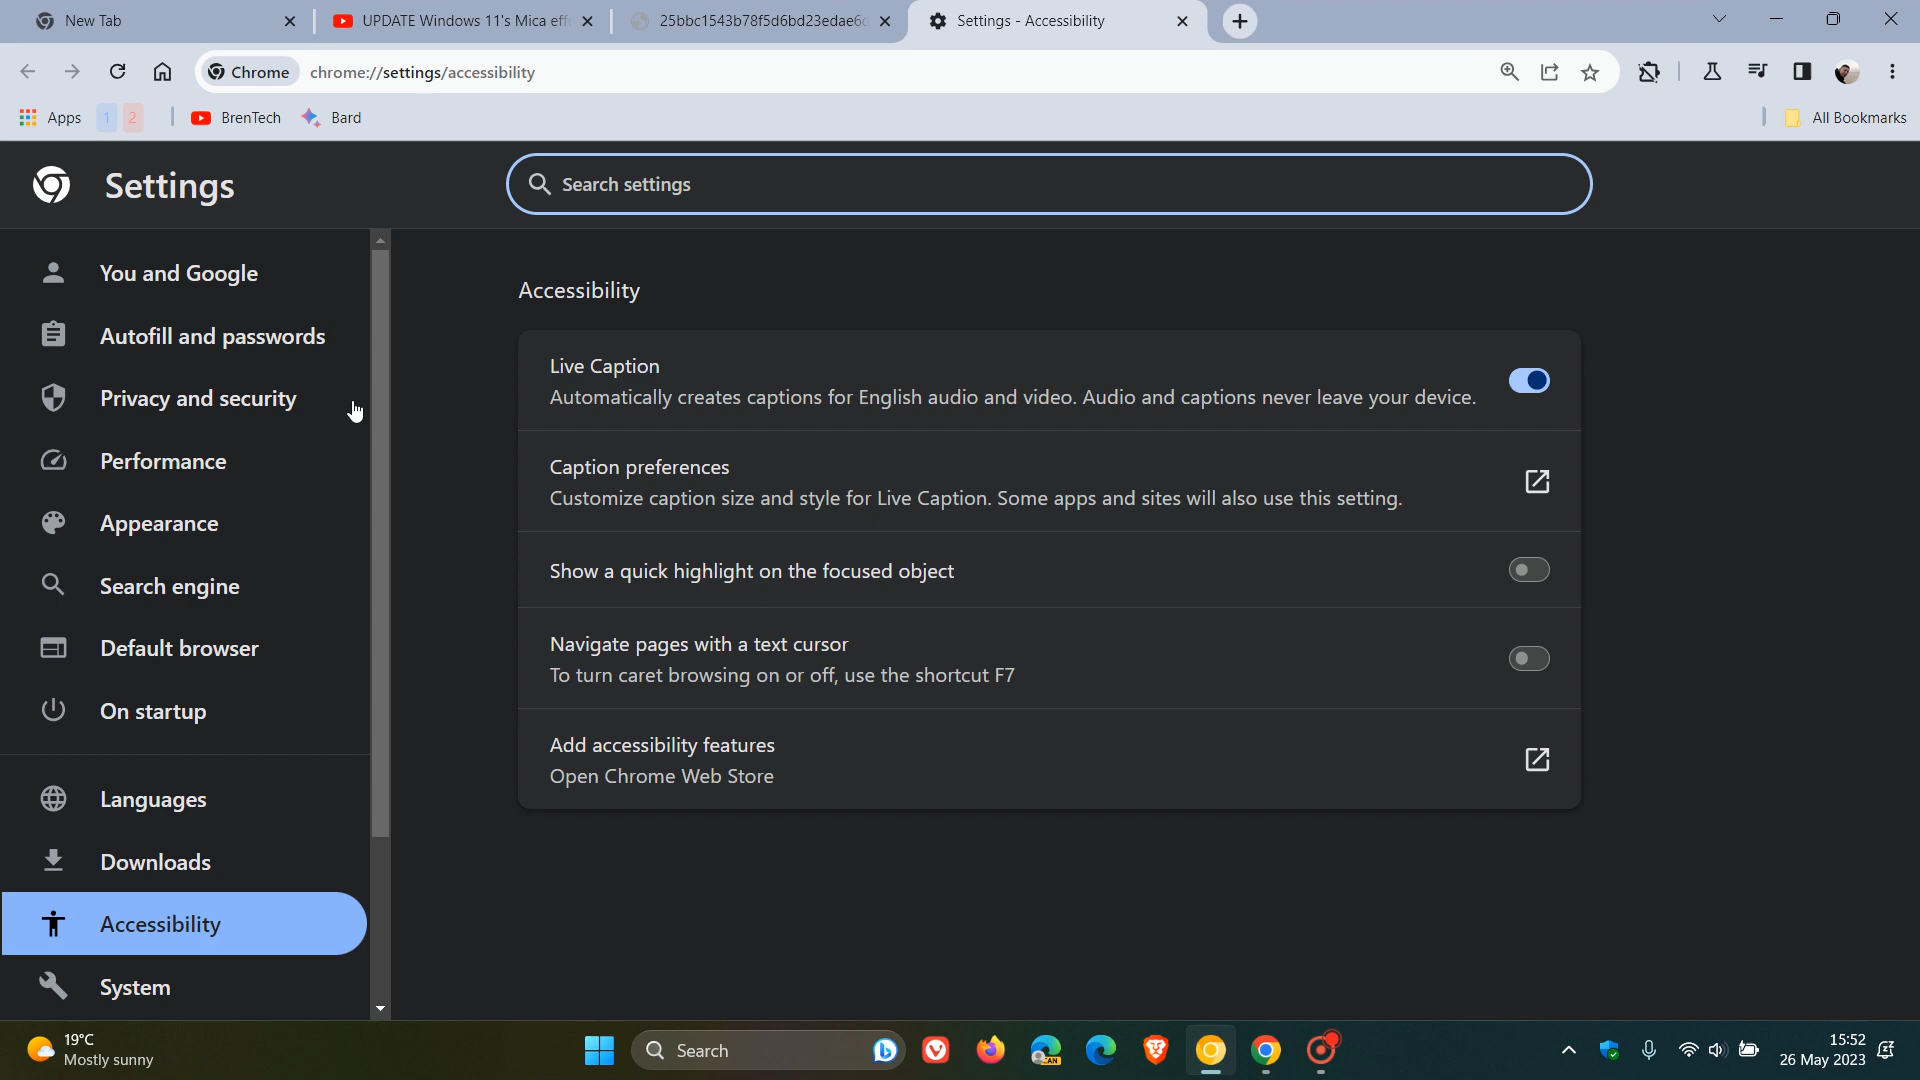 New Tab
UPDATE Windows 11's Mica eff
25bbc1543b78f5d6bd23edae6c
Settings - Accessibility
Chrome
chrome://settings/accessibility
Apps
1
2
BrenTech
Bard
All Bookmarks
Settings
Search settings
You and Google
Autofill and passwords
Privacy and security
Performance
Appearance
Search engine
Default browser
On startup
Languages
Downloads
Accessibility
System
Accessibility
Live Caption
Automatically creates captions for English audio and video. Audio and captions never leave your device.
Caption preferences
Customize caption size and style for Live Caption. Some apps and sites will also use this setting.
Show a quick highlight on the focused object
Navigate pages with a text cursor
To turn caret browsing on or off, use the shortcut F7
Add accessibility features
Open Chrome Web Store
19°C
Mostly sunny
Search
CAN
15:52
26 May 2023